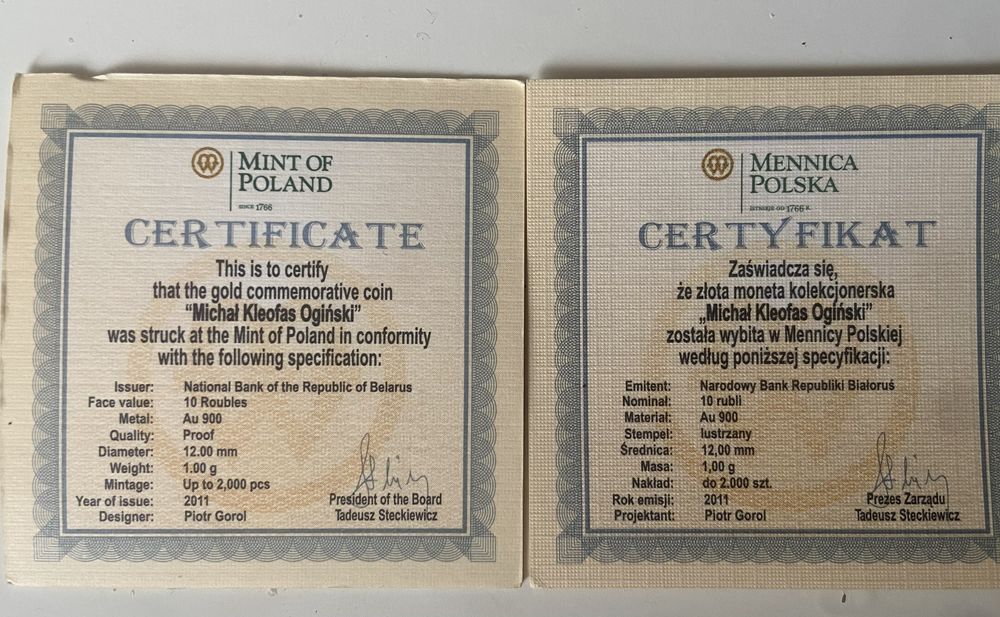 MINT OF
POLAND
SINCE 1766
CERTIFICATE
This is to certify
that the gold commemorative coin
“Michał Kleofas Ogiński”
was struck at the Mint of Poland in conformity
with the following specification:
Issuer: National Bank of the Republic of Belarus
Face value: 10 Roubles
Metal: Au 900
Quality: Proof
Diameter: 12.00 mm
Weight: 1.00 g
Mintage: Up to 2,000 pcs
Year of issue: 2011
Designer: Piotr Gorol
President of the Board
Tadeusz Steckiewicz
MENNICA
POLSKA
ISTNIEJE OD 1766 R.
CERTYFIKAT
Zaświadcza się,
że złota moneta kolekcjonerska
„Michał Kleofas Ogiński”
została wybita w Mennicy Polskiej
według poniższej specyfikacji:
Emitent: Narodowy Bank Republiki Białoruś
Nominał: 10 rubli
Materiał: Au 900
Stempel: lustrzany
Średnica: 12,00 mm
Masa: 1,00 g
Nakład: do 2.000 szt.
Rok emisji: 2011
Projektant: Piotr Gorol
Prezes Zarządu
Tadeusz Steckiewicz